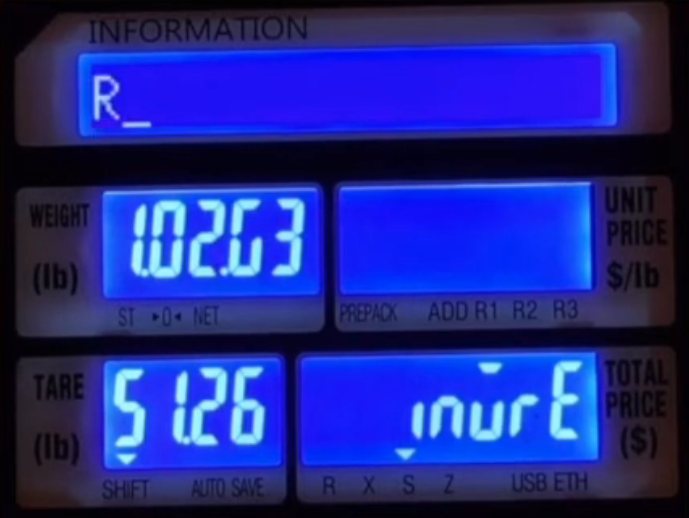 INFORMATION
R_
WEIGHT
(lb)
1.02.G3
ST ▸0◂ NET
UNIT
PRICE
$/lb
PREPACK ADD R1 R2 R3
TARE
(lb)
S 1.26
SHIFT AUTO SAVE
inurE
TOTAL
PRICE
($)
R X S Z USB ETH